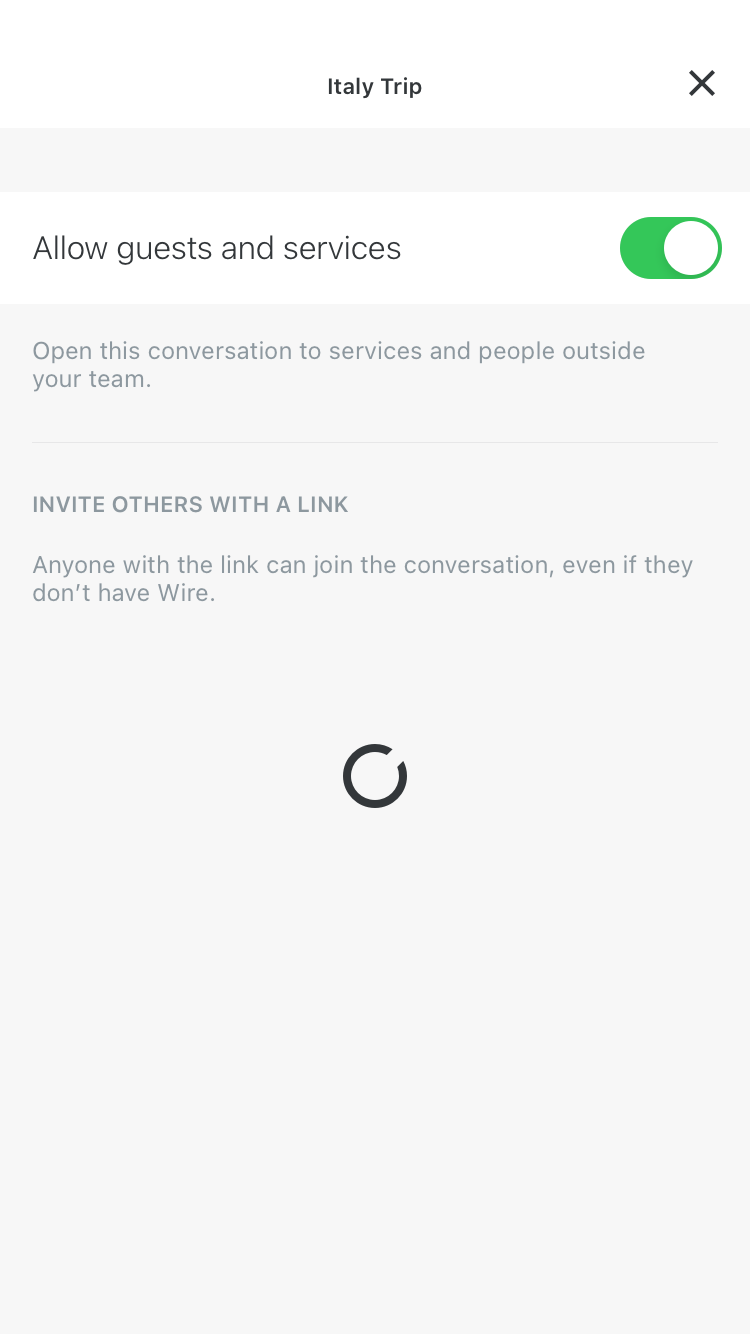 Italy Trip
Allow guests and services
Open this conversation to services and people outside
your team.
INVITE OTHERS WITH A LINK
Anyone with the link can join the conversation, even if they
don’t have Wire.